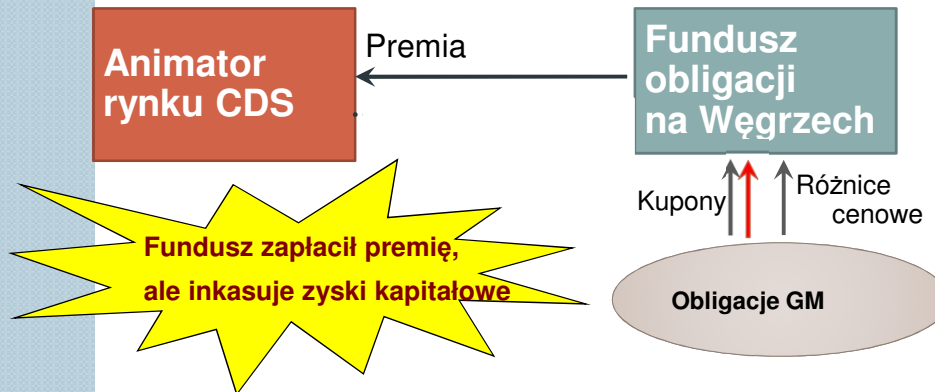 Animator
rynku CDS
Premia
Fundusz
obligacji
na Węgrzech
Kupony
Różnice
cenowe
Fundusz zapłacił premię,
ale inkasuje zyski kapitałowe
Obligacje GM